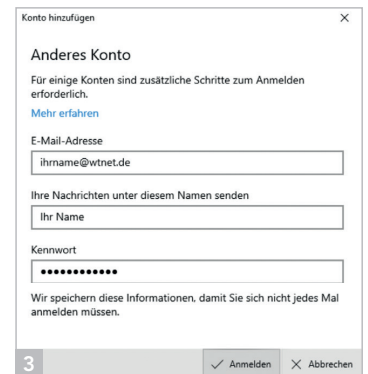 Konto hinzufügen
Anderes Konto
Für einige Konten sind zusätzliche Schritte zum Anmelden
erforderlich.
Mehr erfahren
E-Mail-Adresse
ihrname@wtnet.de
Ihre Nachrichten unter diesem Namen senden
Ihr Name
Kennwort
●●●●●●●●●●●●
Wir speichern diese Informationen, damit Sie sich nicht jedes Mal
anmelden müssen.
3
Anmelden
Abbrechen